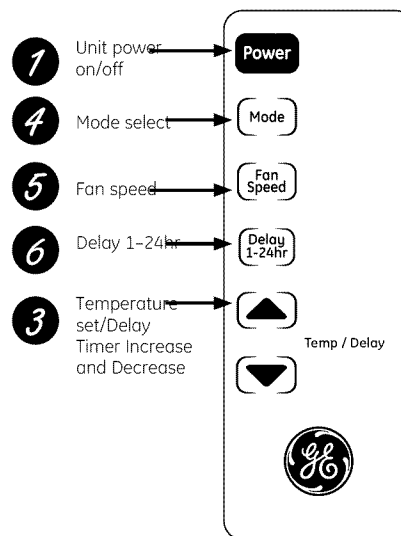 1
Unit power
on/off
Power
4
Mode select
Mode
5
Fan speed
Fan
Speed
6
Delay 1-24hr
Delay
1-24hr
3
Temperature
set/Delay
Timer Increase
and Decrease
Temp / Delay
GE